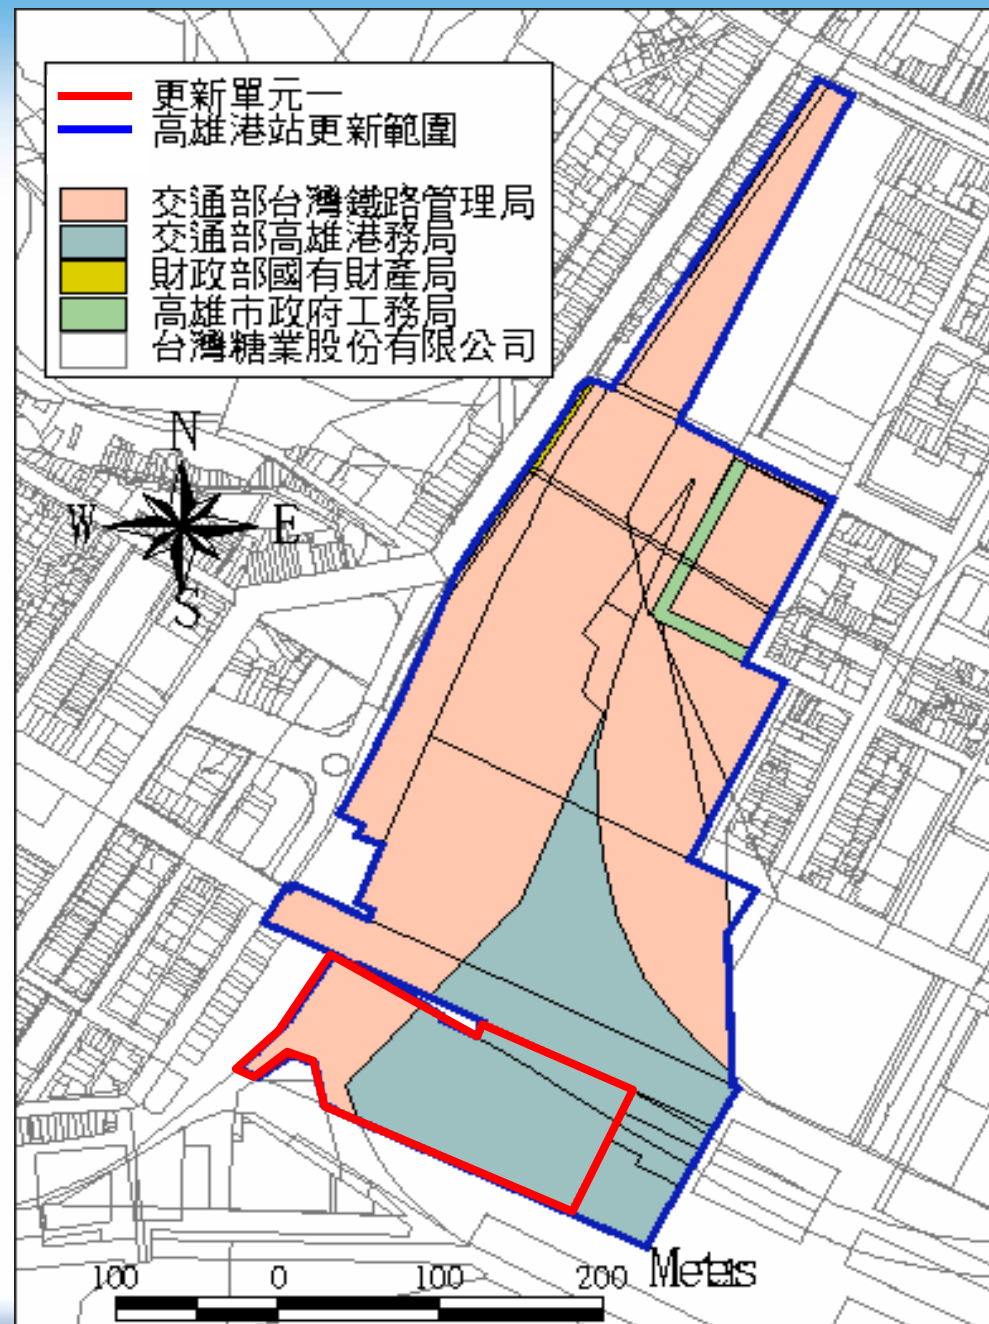 更新單元一
高雄港站更新範圍
交通部台灣鐵路管理局
交通部高雄港務局
財政部國有財產局
高雄市政府工務局
台灣糖業股份有限公司
N
W
E
S
100 0 100 200 Meters